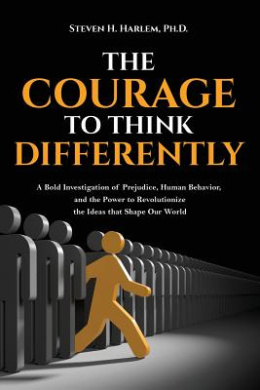 STEVEN H. HARLEM, PH.D.
THE
COURAGE
TO THINK
DIFFERENTLY
A Bold Investigation of Prejudice, Human Behavior,
and the Power to Revolutionize
the Ideas that Shape Our World